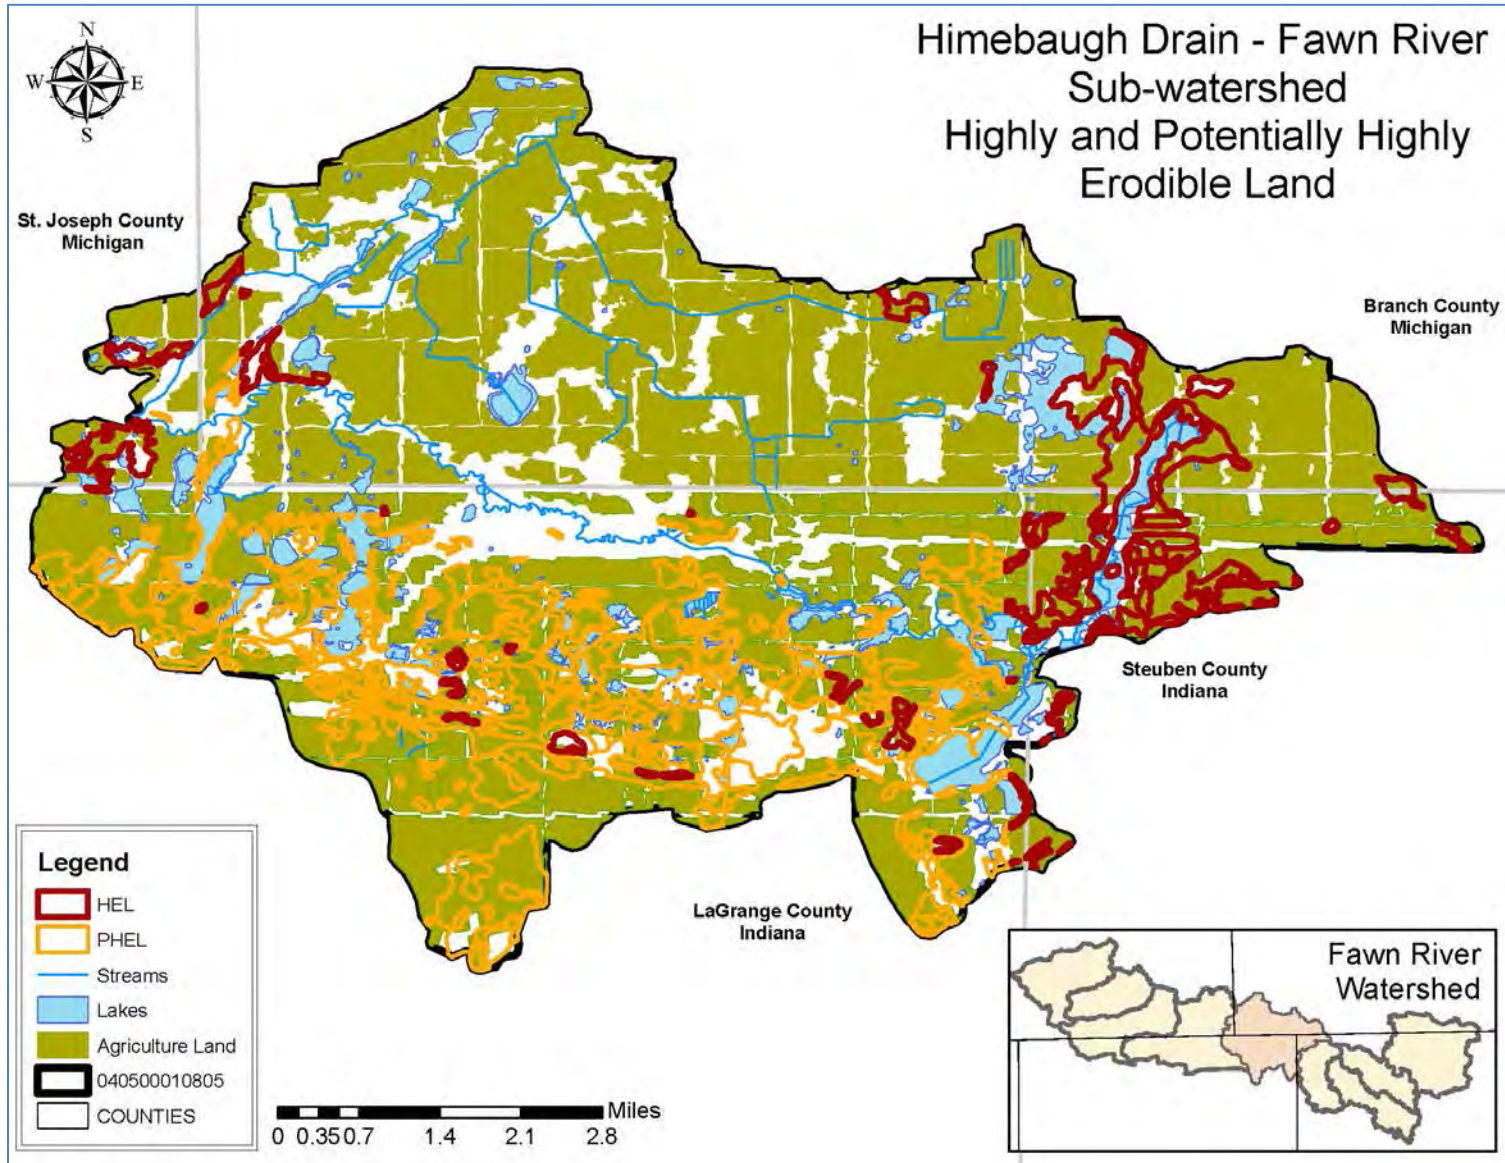 Himebaugh Drain - Fawn River
Sub-watershed
Highly and Potentially Highly
Erodible Land
N
W
E
S
St. Joseph County
Michigan
Branch County
Michigan
Steuben County
Indiana
LaGrange County
Indiana
Legend
HEL
PHEL
Streams
Lakes
Agriculture Land
040500010805
COUNTIES
Miles
0 0.35 0.7 1.4 2.1 2.8
Fawn River
Watershed